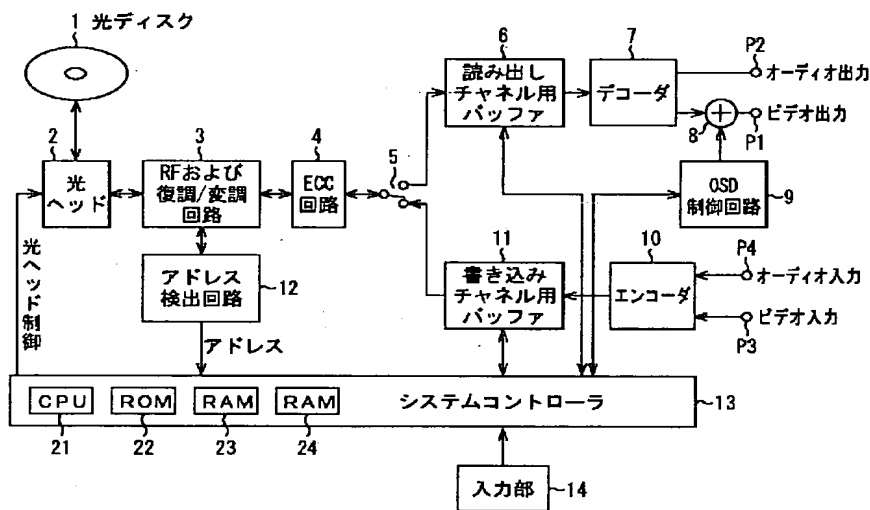 1 光ディスク
2
光
ヘッド
3
RFおよび
復調/変調
回路
4
ECC
回路
5
6
読み出し
チャネル用
バッファ
7
デコーダ
P2
オーディオ出力
8
ビデオ出力
P1
OSD
制御回路
9
10
エンコーダ
P4
オーディオ入力
ビデオ入力
P3
11
書き込み
チャネル用
バッファ
アドレス
検出回路
12
光ヘッド制御
アドレス
CPU
ROM
RAM
RAM
システムコントローラ
13
21
22
23
24
入力部
14